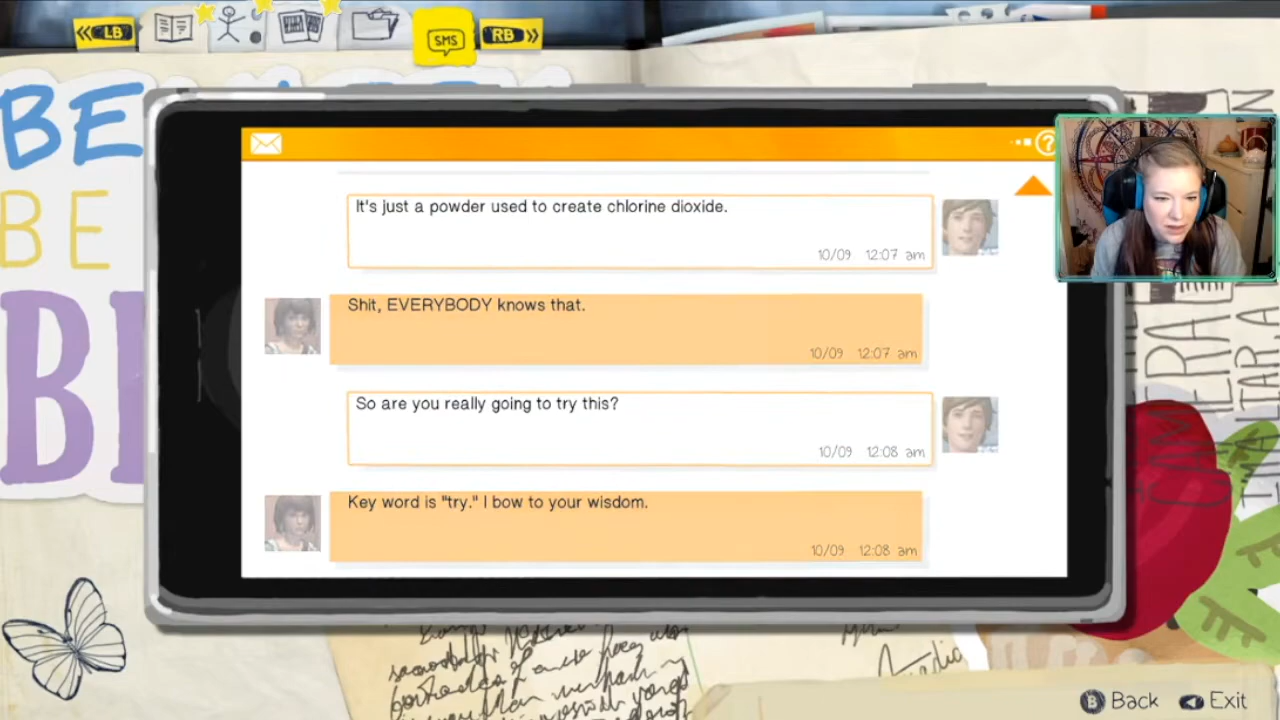 LB
SMS
RB
BE
BE
It's just a powder used to create chlorine dioxide.
10/09 12:07 am
Shit, EVERYBODY knows that.
10/09 12:07 am
So are you really going to try this?
10/09 12:08 am
Key word is "try." I bow to your wisdom.
10/09 12:08 am
B Back
Exit